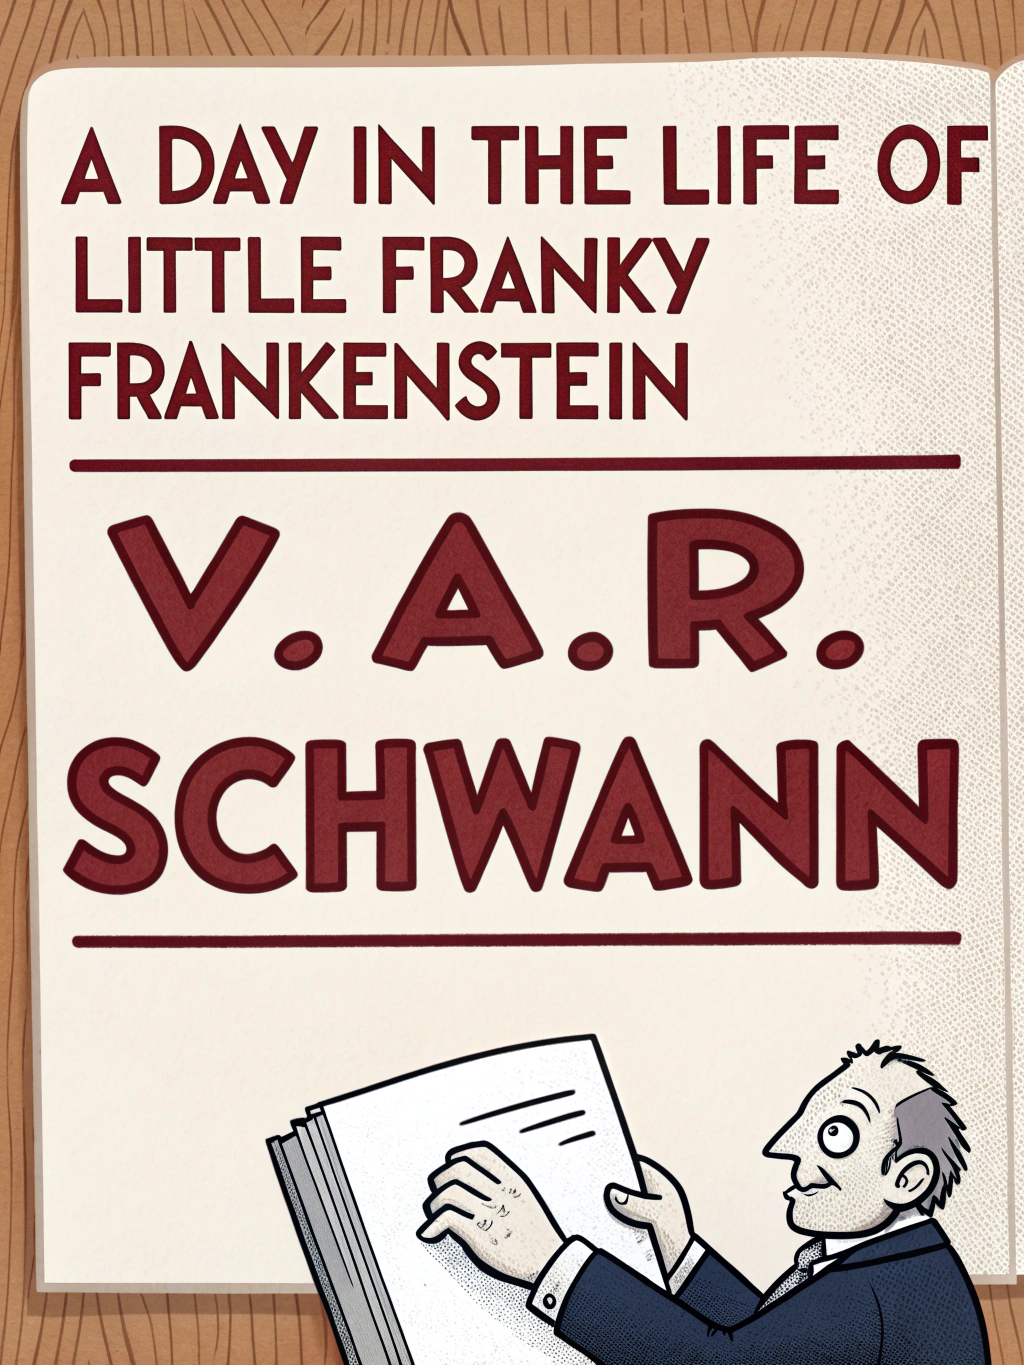 A DAY IN THE LIFE OF
LITTLE FRANKY
FRANKENSTEIN
V. A. R.
SCHWANN